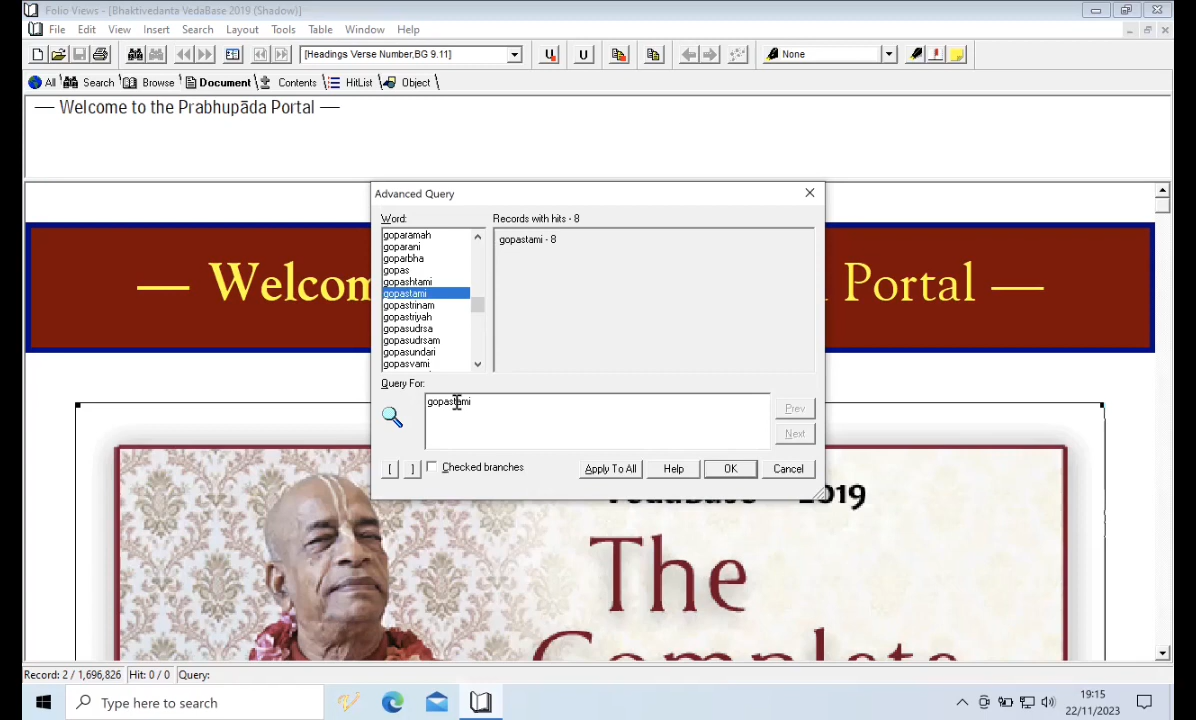 Folio Views - [Bhaktivedanta VedaBase 2019 (Shadow)]
File Edit View Insert Search Layout Tools Table Window Help
[Headings Verse Number,BG 9.11] None
All Search Browse Document Contents HitList Object
— Welcome to the Prabhupāda Portal —
Advanced Query
Word: Records with hits - 8
goparamah
goparani
goparbha
gopas
gopashtami
gopastami
gopastrinam
gopastriyah
gopasudrsa
gopasudrsam
gopasundari
gopasvami
gopastami - 8
— Welcom Portal —
Query For:
gopastami
Prev
Next
[ ] Checked branches Apply To All Help OK Cancel
VedaBase 2019
The
Complete
Record: 2 / 1,696,826 Hit: 0 / 0 Query:
Type here to search
19:15
22/11/2023